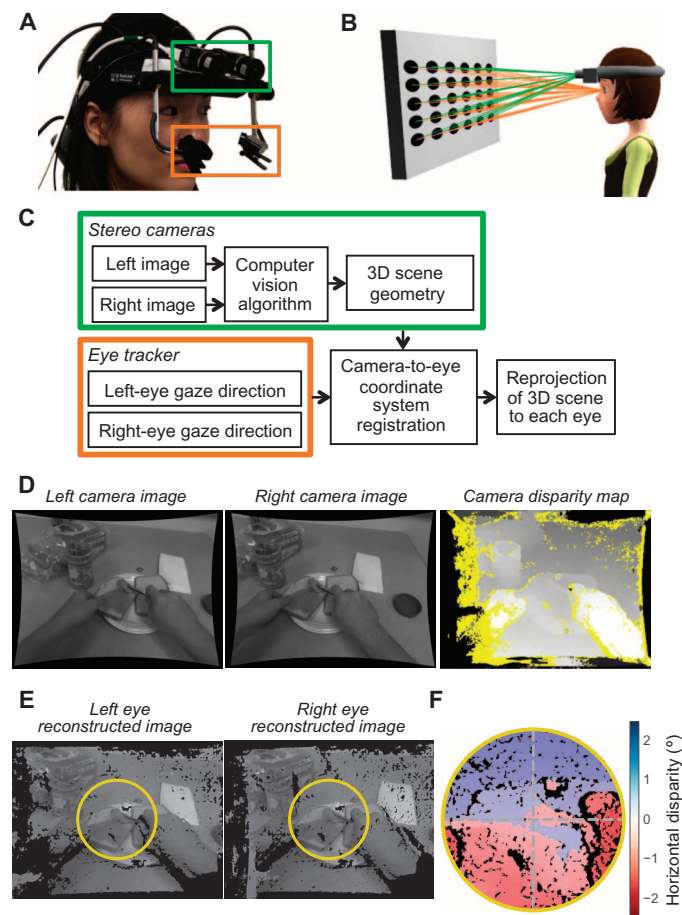 A
B
C
Stereo cameras
Left image
Right image
Computer
vision
algorithm
3D scene
geometry
Eye tracker
Left-eye gaze direction
Right-eye gaze direction
Camera-to-eye
coordinate
system
registration
Reprojection
of 3D scene
to each eye
D
Left camera image
Right camera image
Camera disparity map
E
Left eye
reconstructed image
Right eye
reconstructed image
F
2
1
0
−1
−2
Horizontal disparity (º)